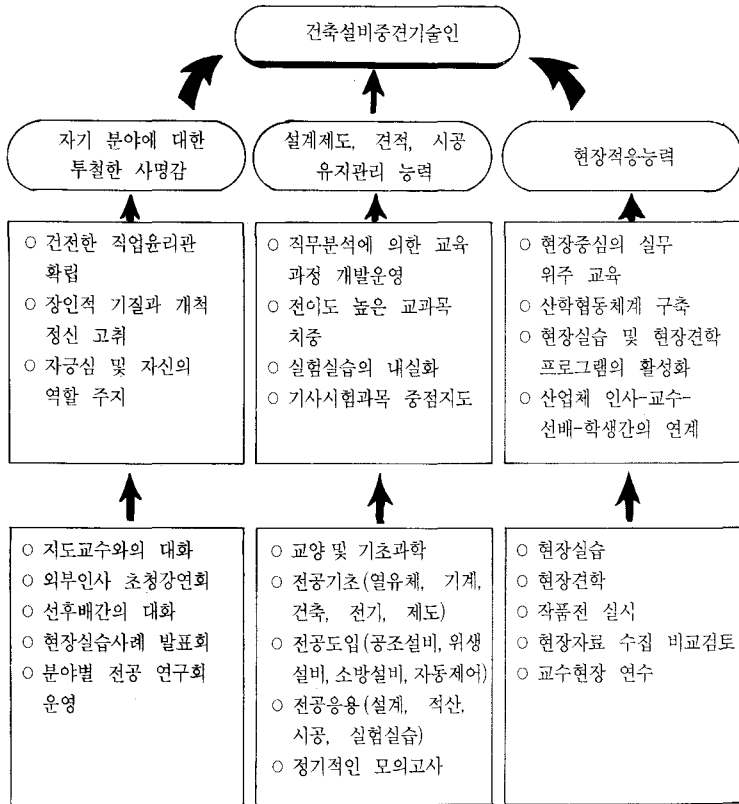 건축설비중견기술인
자기 분야에 대한
투철한 사명감
설계제도, 견적, 시공
유지관리 능력
현장적응능력
○ 건전한 직업윤리관
확립
○ 장인적 기질과 개척
정신 고취
○ 자긍심 및 자신의
역할 주지
○ 직무분석에 의한 교육
과정 개발운영
○ 전이도 높은 교과목
치중
○ 실험실습의 내실화
○ 기사시험과목 중점지도
○ 현장중심의 실무
위주 교육
○ 산학협동체계 구축
○ 현장실습 및 현장견학
프로그램의 활성화
○ 산업체 인사-교수-
선배-학생간의 연계
○ 지도교수와의 대화
○ 외부인사 초청강연회
○ 선후배간의 대화
○ 현장실습사례 발표회
○ 분야별 전공 연구회
운영
○ 교양 및 기초과학
○ 전공기초(열유체, 기계,
건축, 전기, 제도)
○ 전공도입(공조설비, 위생
설비, 소방설비, 자동제어)
○ 전공응용(설계, 적산,
시공, 실험실습)
○ 정기적인 모의고사
○ 현장실습
○ 현장견학
○ 작품전 실시
○ 현장자료 수집 비교검토
○ 교수현장 연수